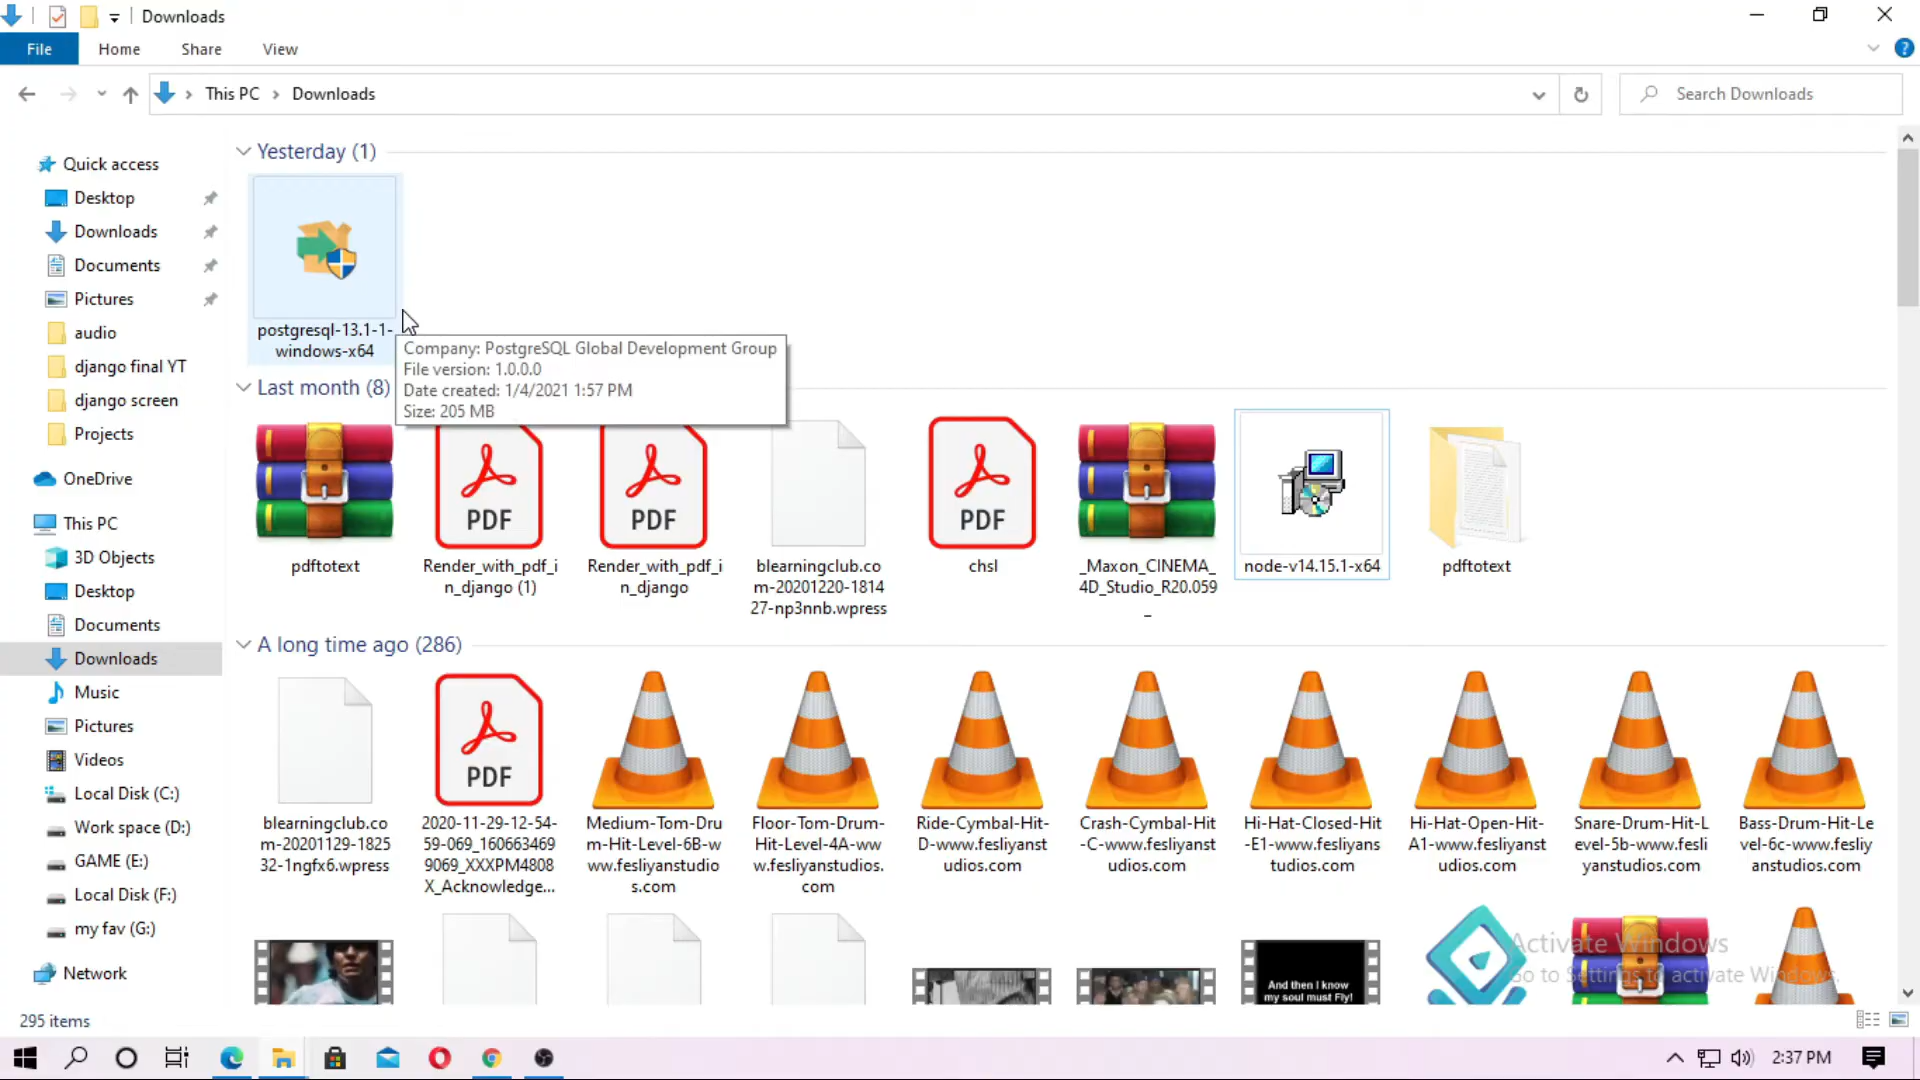 Downloads
File
Home
Share
View
This PC
Downloads
Search Downloads
Quick access
Desktop
Downloads
Documents
Pictures
audio
django final YT
django screen
Projects
OneDrive
This PC
3D Objects
Desktop
Documents
Downloads
Music
Pictures
Videos
Local Disk (C:)
Work space (D:)
GAME (E:)
Local Disk (F:)
my fav (G:)
Network
Yesterday (1)
postgresql-13.1-1-
windows-x64
Company: PostgreSQL Global Development Group
File version: 1.0.0.0
Date created: 1/4/2021 1:57 PM
Size: 205 MB
Last month (8)
PDF
PDF
PDF
pdftotext
Render_with_pdf_i
n_django (1)
Render_with_pdf_i
n_django
blearningclub.co
m-20201220-1814
27-np3nnb.wpress
chsl
_Maxon_CINEMA_
4D_Studio_R20.059
_
node-v14.15.1-x64
pdftotext
A long time ago (286)
PDF
blearningclub.co
m-20201129-1825
32-1ngfx6.wpress
2020-11-29-12-54-
59-069_160663469
9069_XXXPM4808
X_Acknowledge...
Medium-Tom-Dru
m-Hit-Level-6B-w
ww.fesliyanstudio
s.com
Floor-Tom-Drum-
Hit-Level-4A-ww
w.fesliyanstudios.
com
Ride-Cymbal-Hit-
D-www.fesliyanst
udios.com
Crash-Cymbal-Hit
-C-www.fesliyanst
udios.com
Hi-Hat-Closed-Hit
-E1-www.fesliyans
tudios.com
Hi-Hat-Open-Hit-
A1-www.fesliyanst
udios.com
Snare-Drum-Hit-L
evel-5b-www.fesli
yanstudios.com
Bass-Drum-Hit-Le
vel-6c-www.fesliy
anstudios.com
And then I know
my soul must Fly!
Activate Windows
Go to Settings to activate Windows.
295 items
2:37 PM